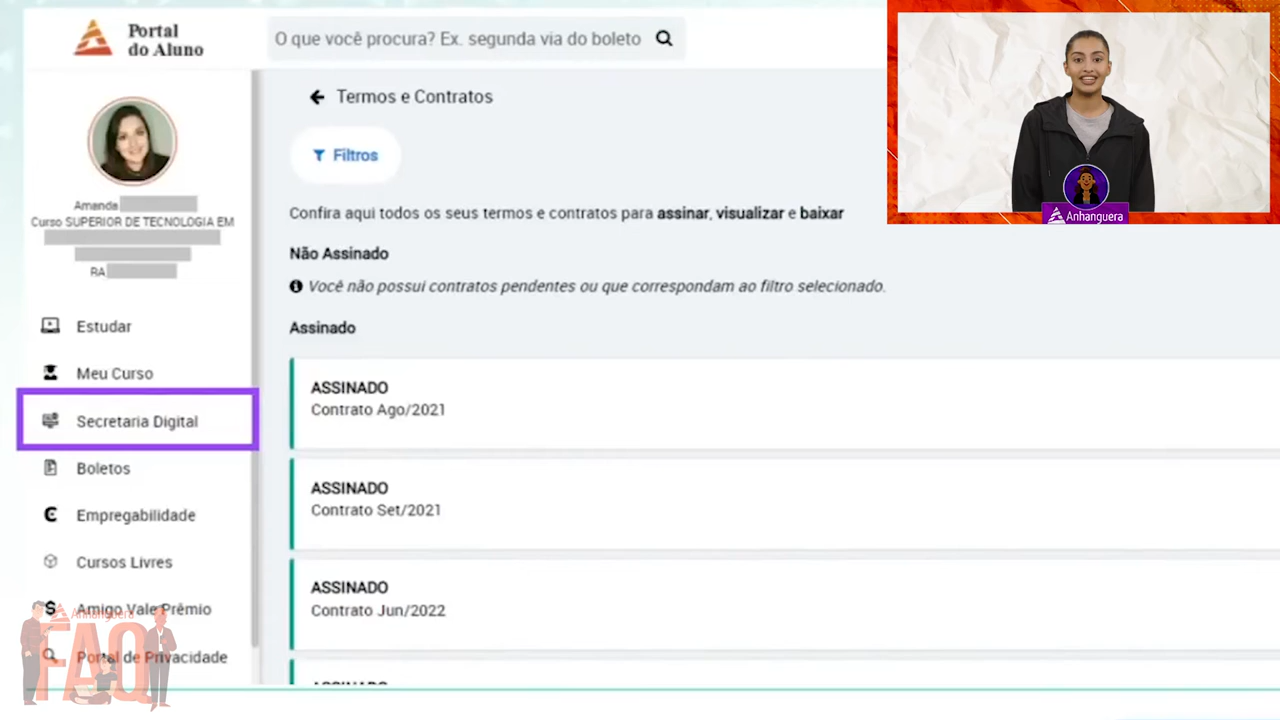 Portal
do Aluno
O que você procura? Ex. segunda via do boleto
Termos e Contratos
Filtros
Confira aqui todos os seus termos e contratos para assinar, visualizar e baixar
Não Assinado
Você não possui contratos pendentes ou que correspondam ao filtro selecionado.
Assinado
ASSINADO
Contrato Ago/2021
ASSINADO
Contrato Set/2021
ASSINADO
Contrato Jun/2022
ASSINADO
Amanda
Curso SUPERIOR DE TECNOLOGIA EM
RA
Estudar
Meu Curso
Secretaria Digital
Boletos
Empregabilidade
Cursos Livres
Amigo Vale Prêmio
Portal de Privacidade
Anhanguera
FAQ
Anhanguera